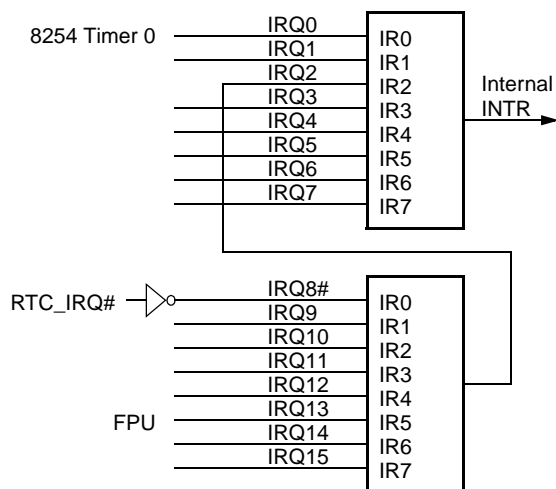 8254 Timer 0
IRQ0
IRQ1
IRQ2
IRQ3
IRQ4
IRQ5
IRQ6
IRQ7
IR0
IR1
IR2
IR3
IR4
IR5
IR6
IR7
Internal
INTR
RTC_IRQ#
FPU
IRQ8#
IRQ9
IRQ10
IRQ11
IRQ12
IRQ13
IRQ14
IRQ15
IR0
IR1
IR2
IR3
IR4
IR5
IR6
IR7